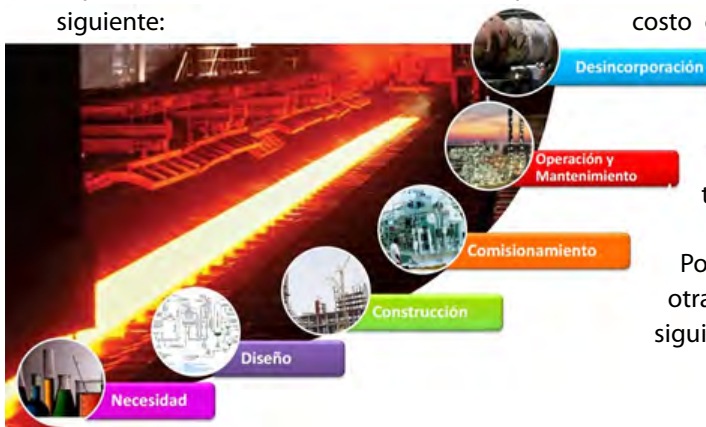 siguiente:
costo
Desincorporación
Operación y
Mantenimiento
Comisionamiento
Construcción
Diseño
Necesidad
Po
otra
sigui